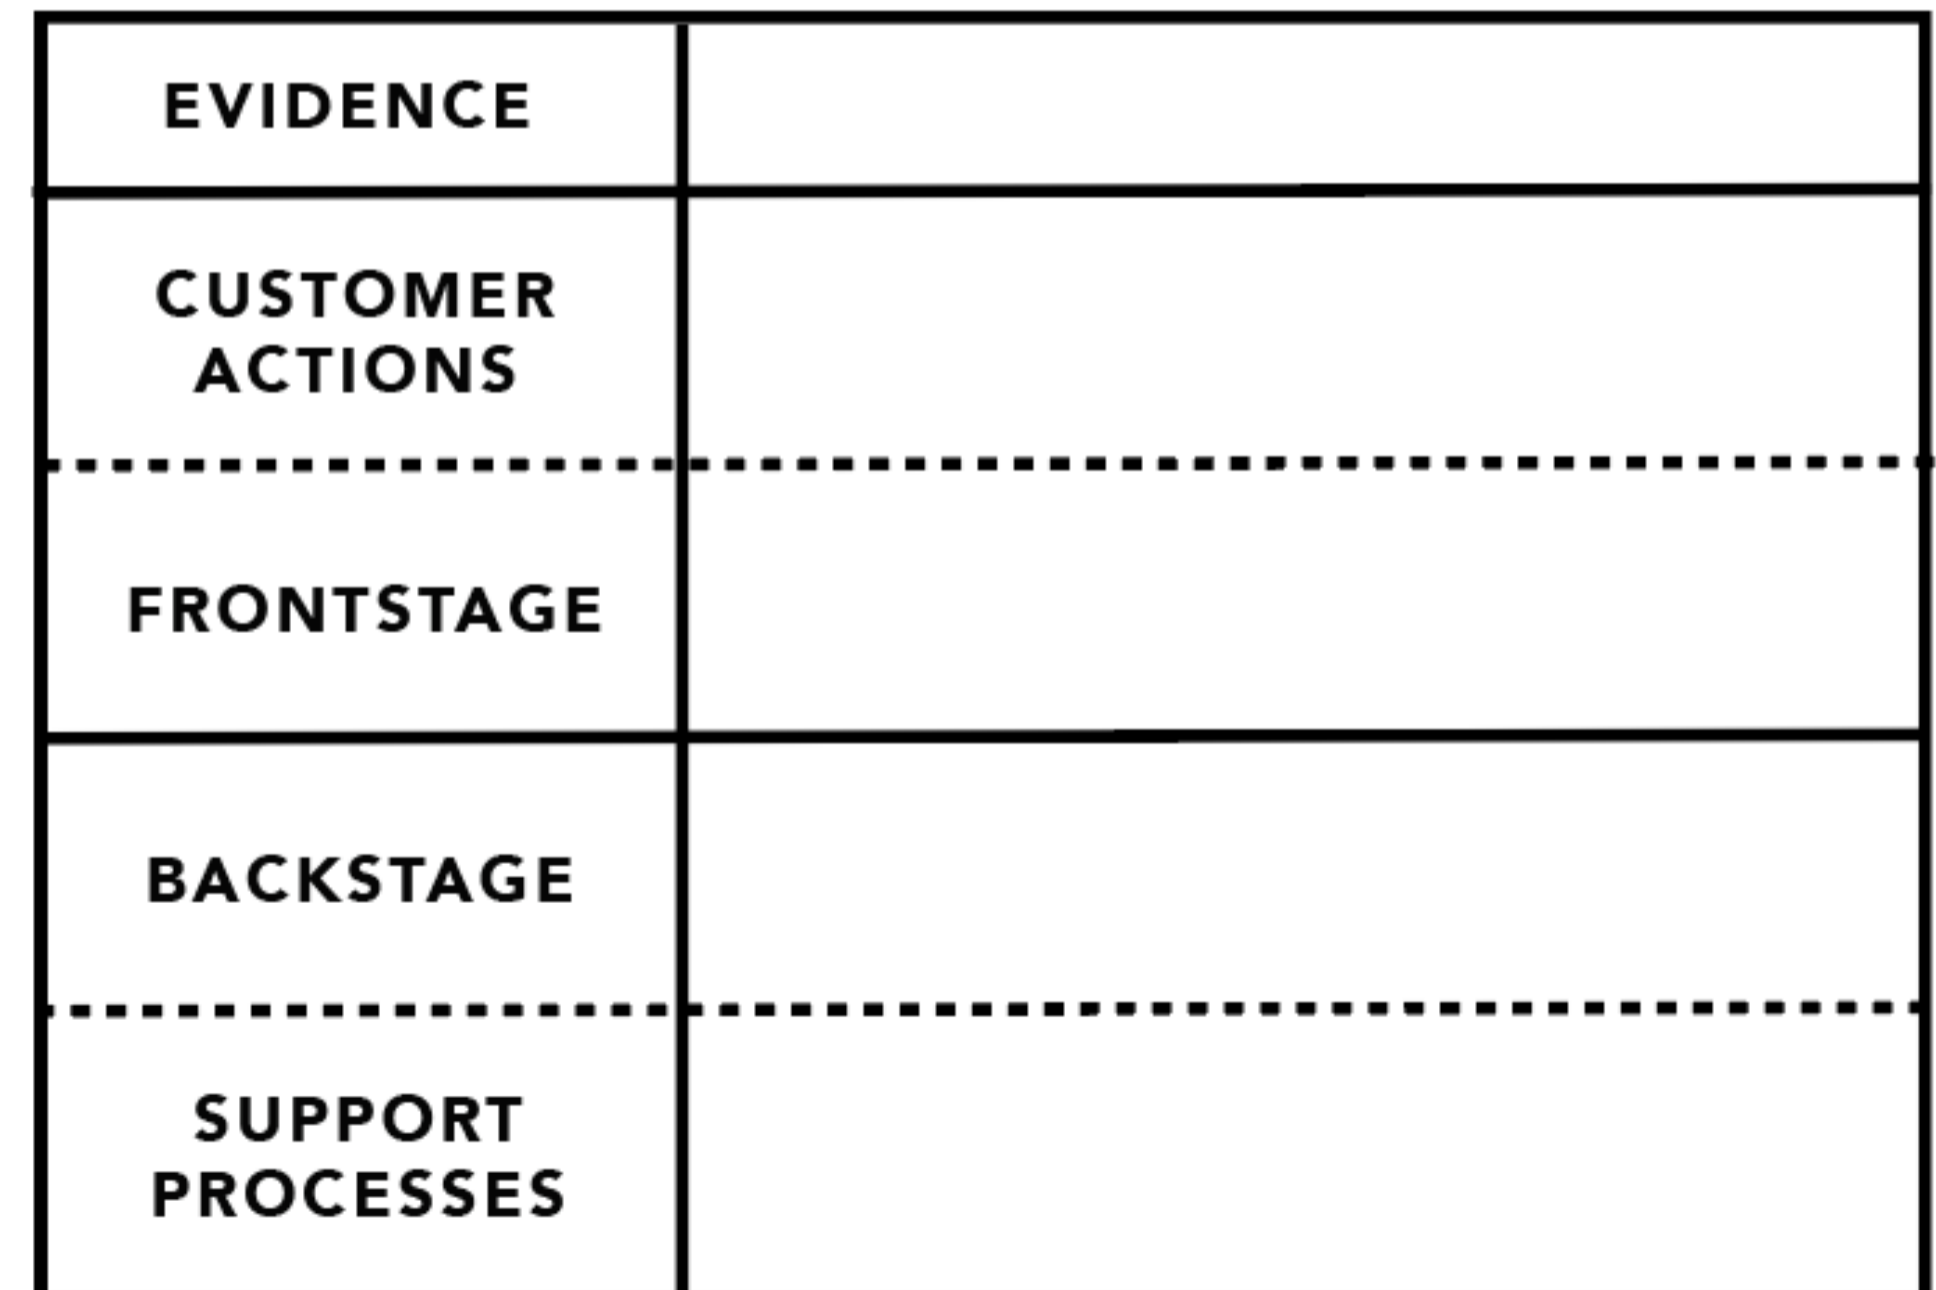 EVIDENCE
CUSTOMER
ACTIONS
FRONTSTAGE
BACKSTAGE
SUPPORT
PROCESSES